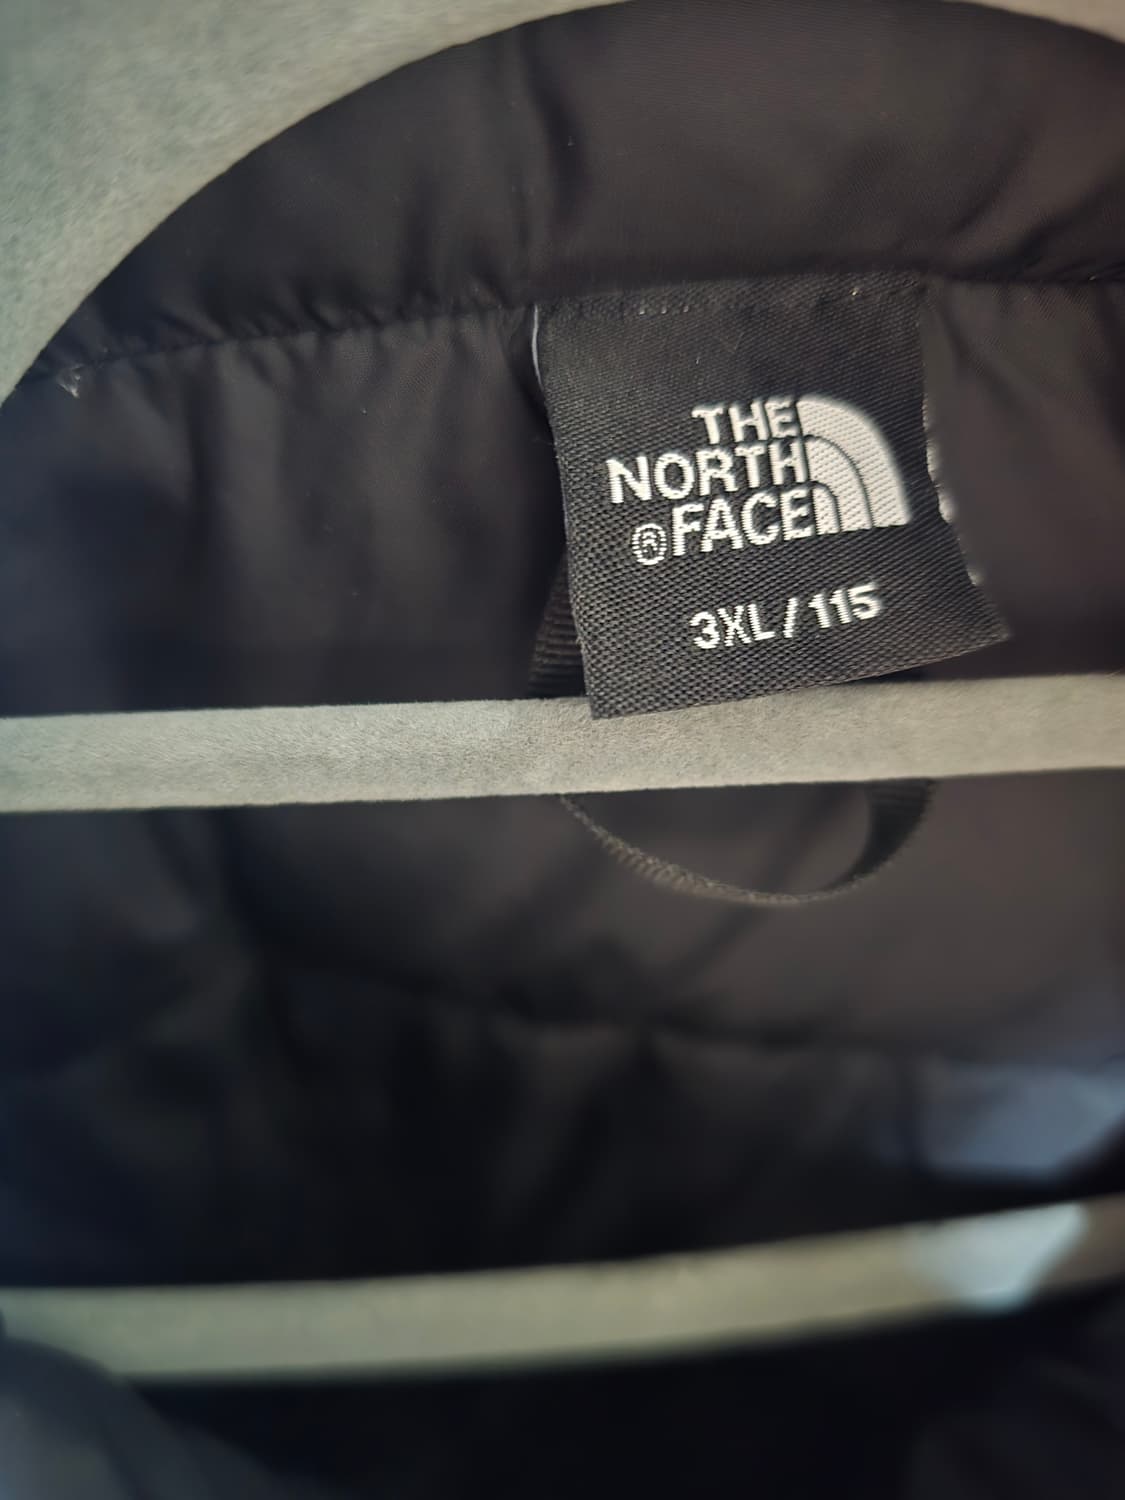 THE
NORTH
®FACE
3XL/115